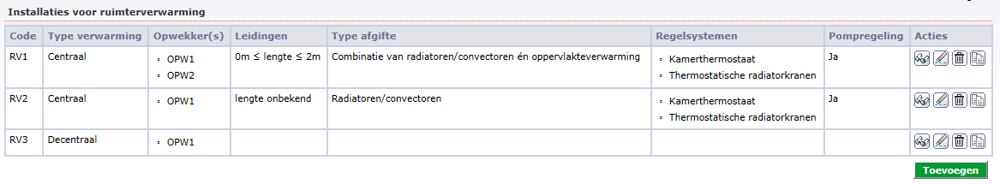 Installaties voor ruimterverwarming
Code Type verwarming Opwekker(s) Leidingen Type afgifte Regelsystemen Pompregeling Acties
RV1 Centraal OPW1 0m ≤ lengte ≤ 2m Combinatie van radiatoren/convectoren én oppervlakteverwarming Kamerthermostaat Ja
OPW2 Thermostatische radiatorkranen
RV2 Centraal OPW1 lengte onbekend Radiatoren/convectoren Kamerthermostaat Ja
Thermostatische radiatorkranen
RV3 Decentraal OPW1
Toevoegen